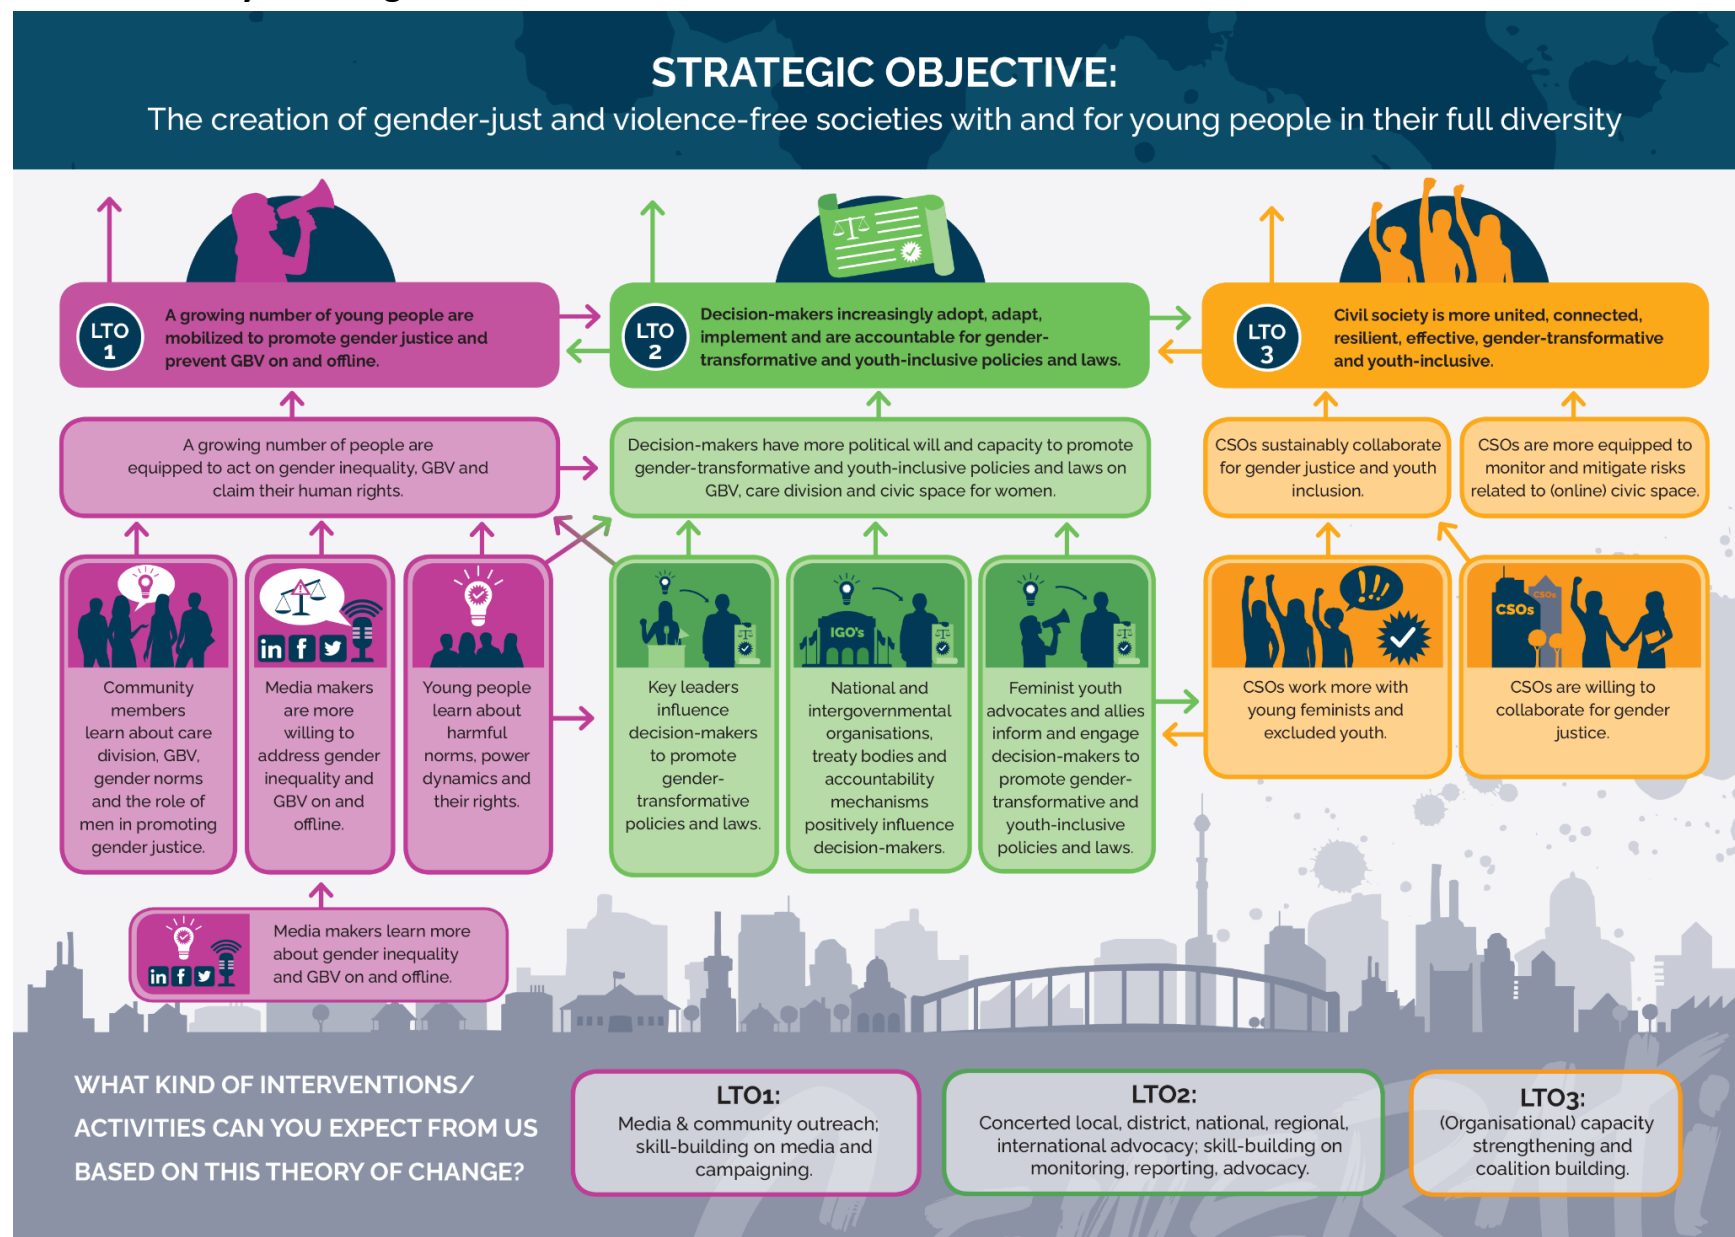 STRATEGIC OBJECTIVE:
The creation of gender-just and violence-free societies with and for young people in their full diversity
LTO
1
A growing number of young people are
mobilized to promote gender justice and
prevent GBV on and offline.
LTO
2
Decision-makers increasingly adopt, adapt,
implement and are accountable for gender-
transformative and youth-inclusive policies and laws.
LTO
3
Civil society is more united, connected,
resilient, effective, gender-transformative
and youth-inclusive.
A growing number of people are
equipped to act on gender inequality, GBV and
claim their human rights.
Decision-makers have more political will and capacity to promote
gender-transformative and youth-inclusive policies and laws on
GBV, care division and civic space for women.
CSOs sustainably collaborate
for gender justice and youth
inclusion.
CSOs are more equipped to
monitor and mitigate risks
related to (online) civic space.
Community
members
learn about care
division, GBV,
gender norms
and the role of
men in promoting
gender justice.
in f
Media makers
are more
willing to
address gender
inequality and
GBV on and
offline.
Young people
learn about
harmful
norms, power
dynamics and
their rights.
Key leaders
influence
decision-makers
to promote
gender-
transformative
policies and laws.
IGO's
National and
intergovernmental
organisations,
treaty bodies and
accountability
mechanisms
positively influence
decision-makers.
Feminist youth
advocates and allies
inform and engage
decision-makers to
promote gender-
transformative and
youth-inclusive
policies and laws.
!!!
CSOs work more with
young feminists and
excluded youth.
CSOs
CSOs
CSOs are willing to
collaborate for gender
justice.
in f
Media makers learn more
about gender inequality
and GBV on and offline.
WHAT KIND OF INTERVENTIONS/
ACTIVITIES CAN YOU EXPECT FROM US
BASED ON THIS THEORY OF CHANGE?
LTO1:
Media & community outreach;
skill-building on media and
campaigning.
LTO2:
Concerted local, district, national, regional,
international advocacy; skill-building on
monitoring, reporting, advocacy.
LTO3:
(Organisational) capacity
strengthening and
coalition building.